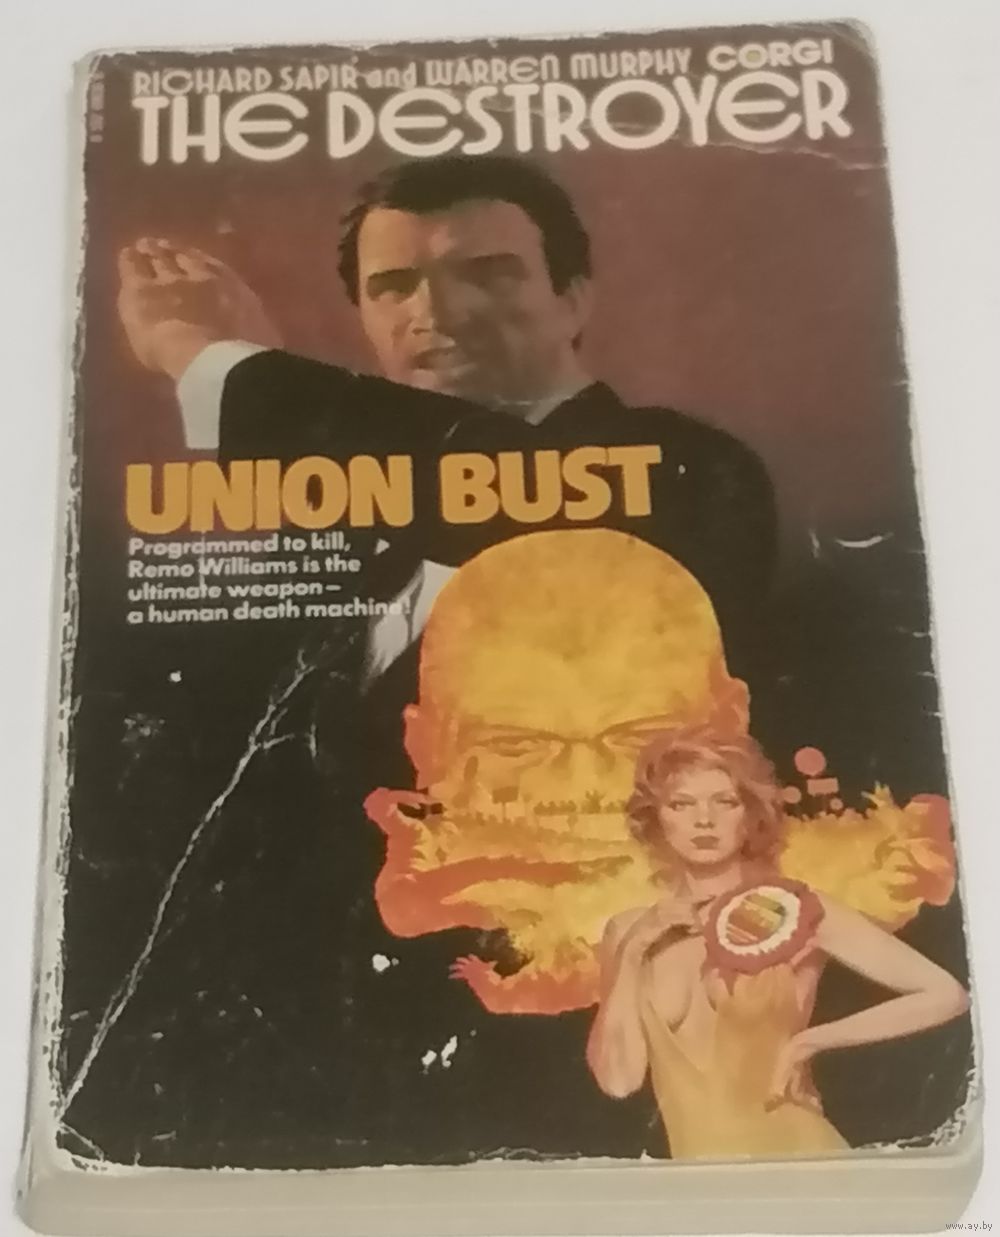 RICHARD SAPIR and WARREN MURPHY CORGI
THE DESTROYER
UNION BUST
Programmed to kill,
Remo Williams is the
ultimate weapon–
a human death machine!
www.ay.by